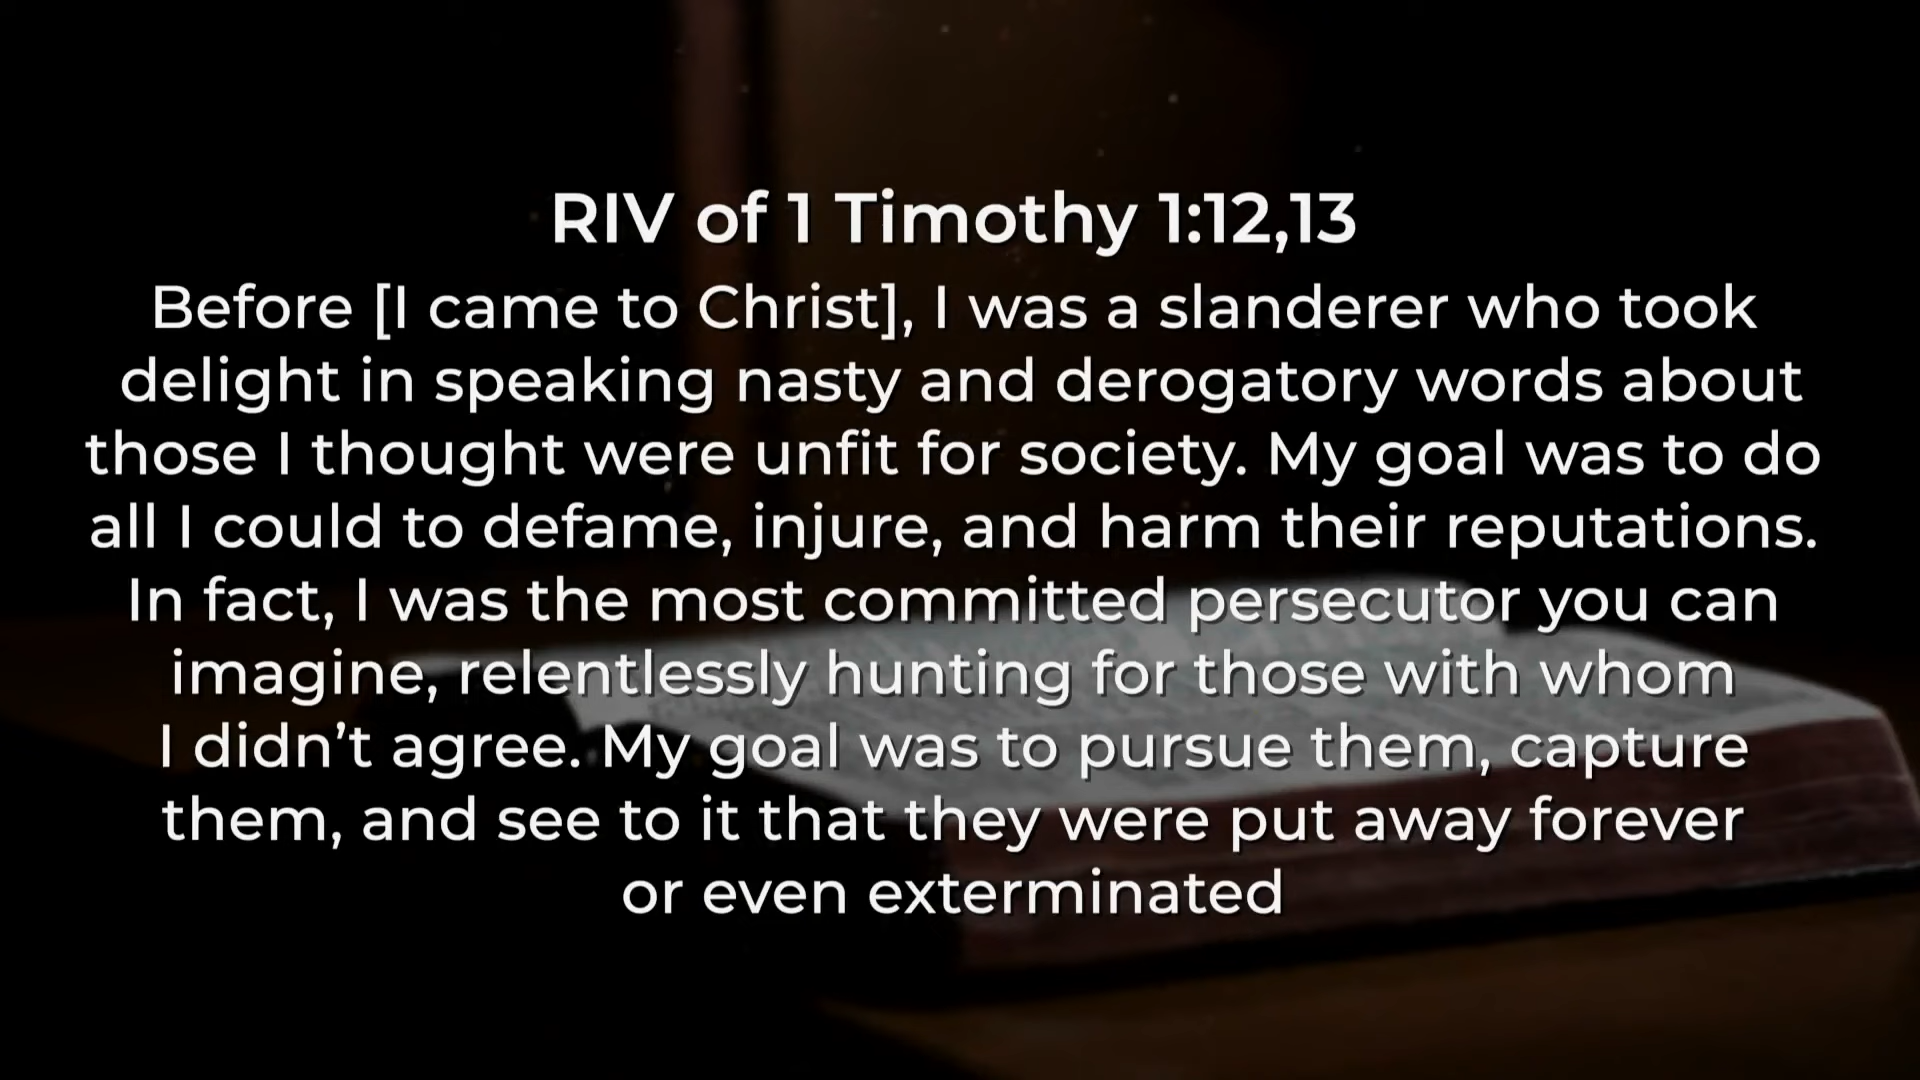 RIV of 1 Timothy 1:12,13
Before [I came to Christ], I was a slanderer who took
delight in speaking nasty and derogatory words about
those I thought were unfit for society. My goal was to do
all I could to defame, injure, and harm their reputations.
In fact, I was the most committed persecutor you can
imagine, relentlessly hunting for those with whom
I didn’t agree. My goal was to pursue them, capture
them, and see to it that they were put away forever
or even exterminated